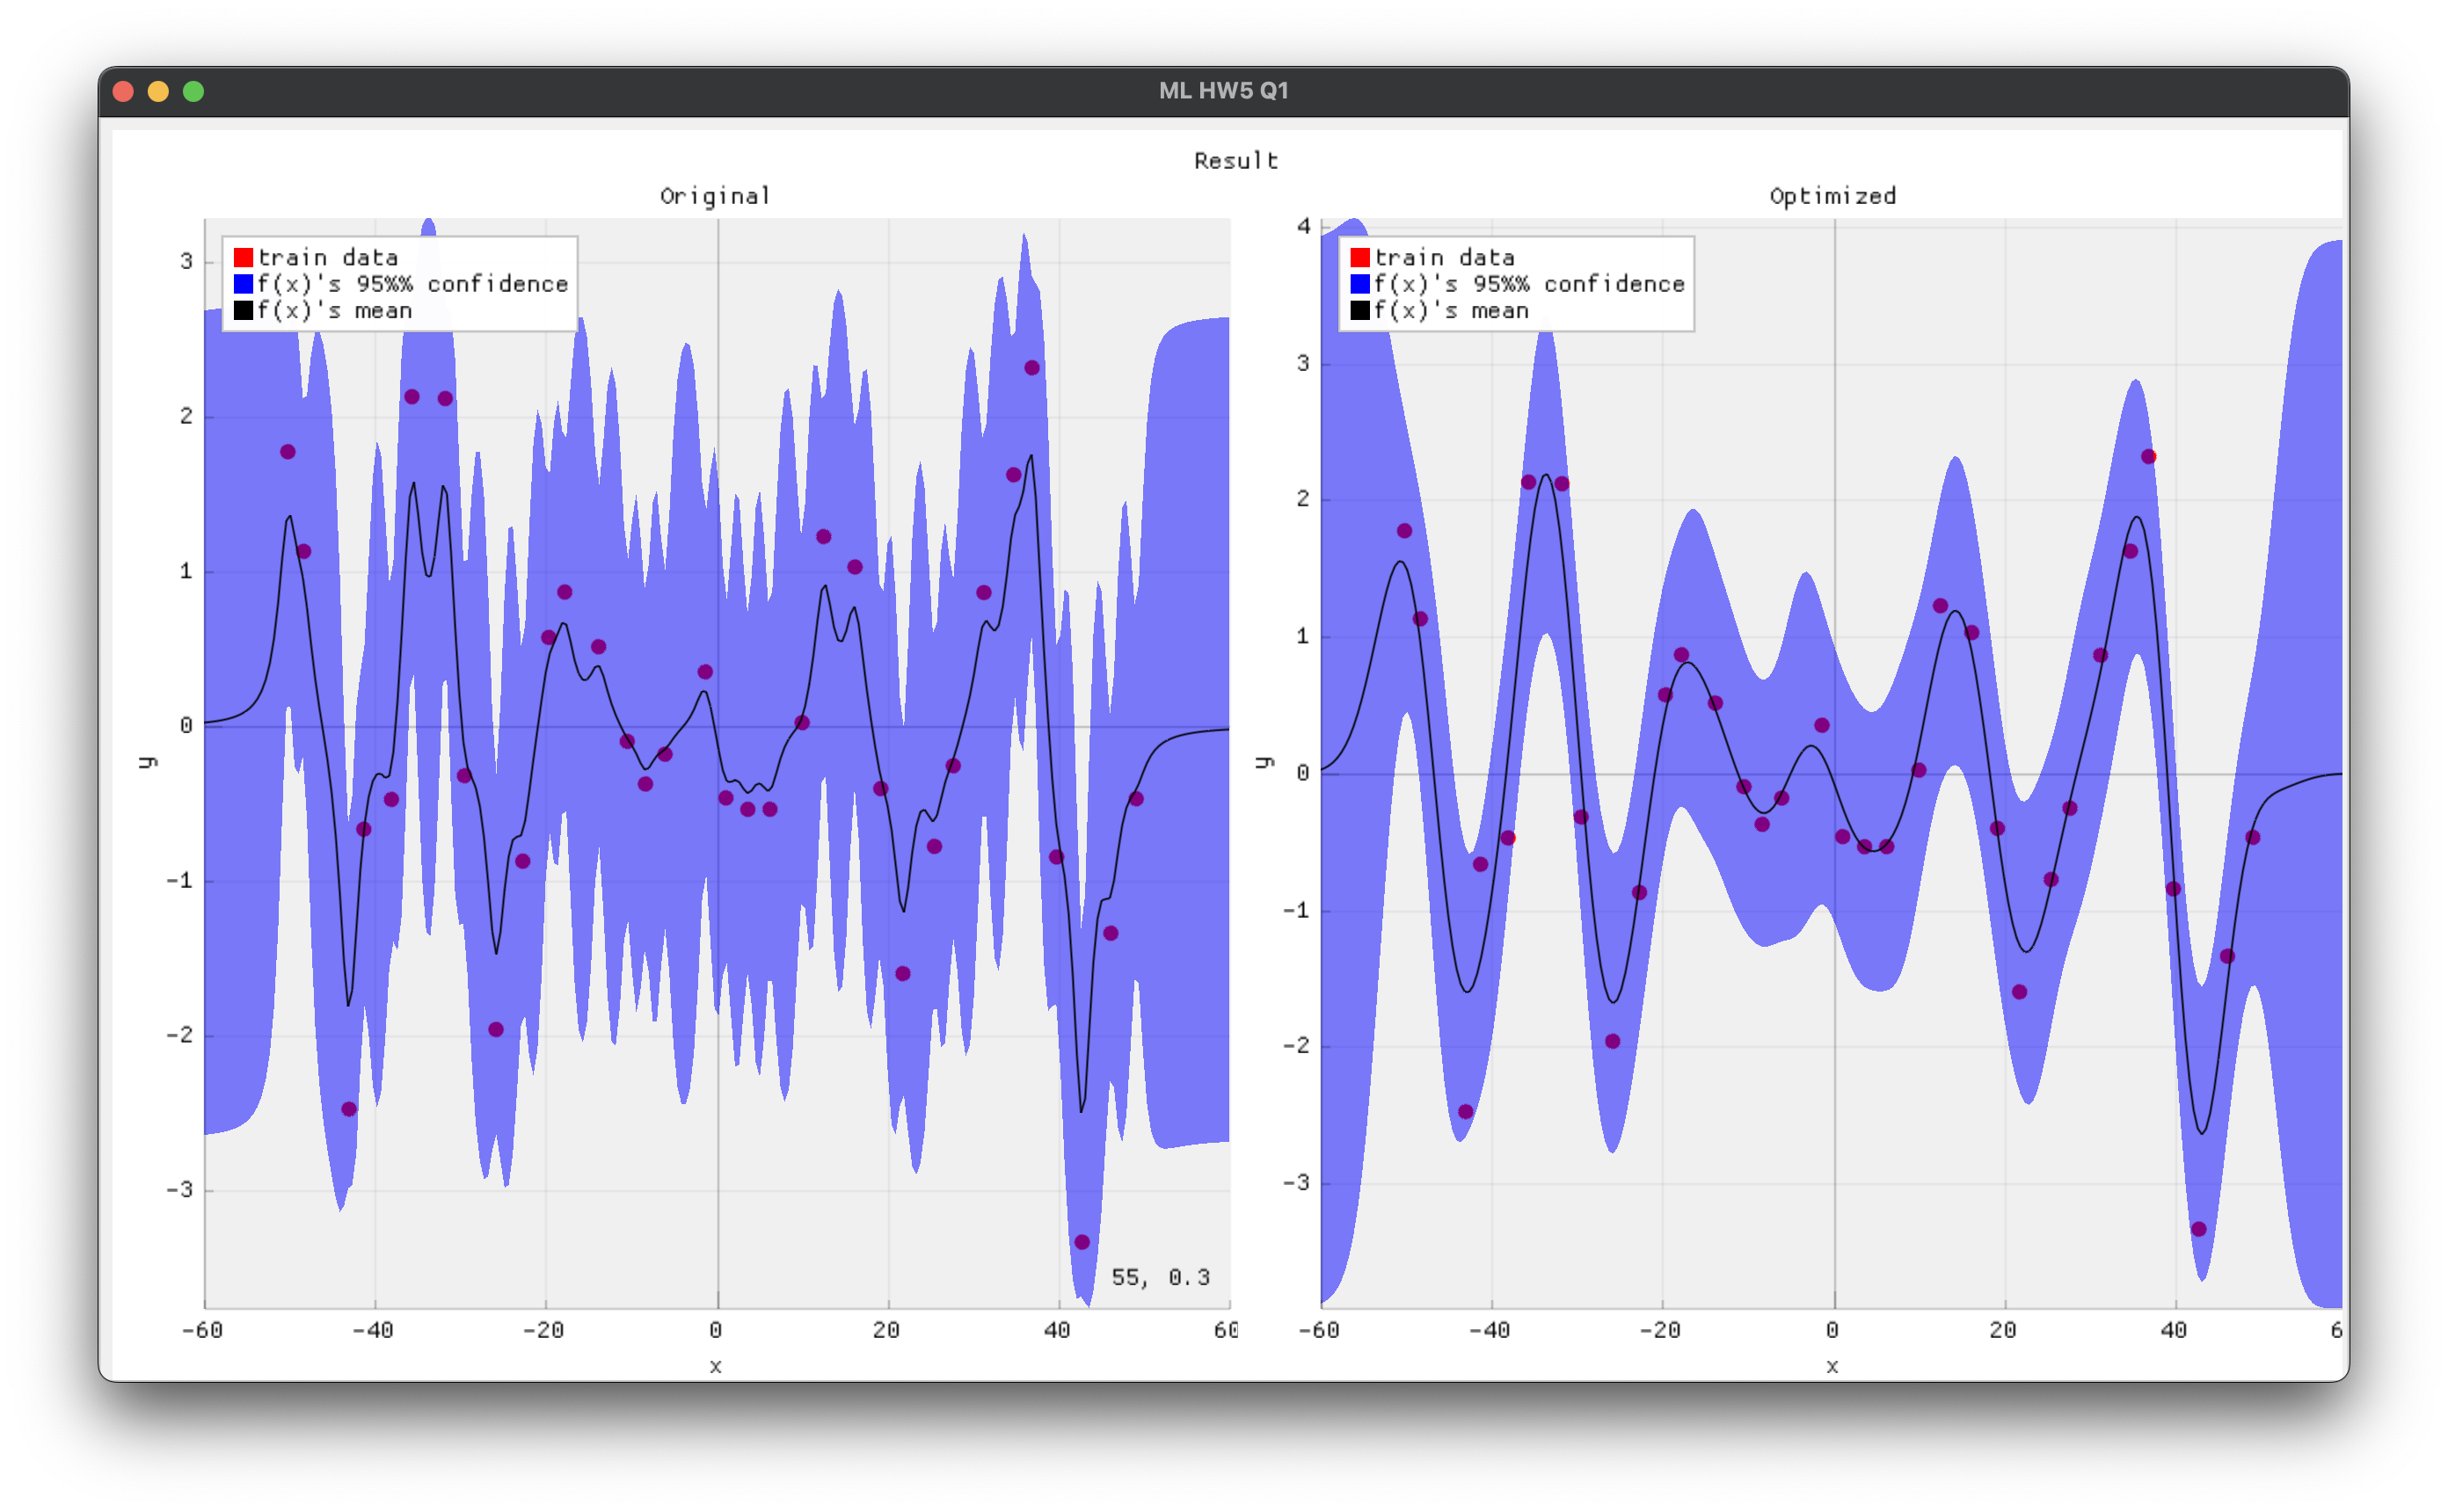 ML HW5 Q1
Result
Original
train data
f(x)'s 95%% confidence
f(x)'s mean
3
2
1
0
-1
-2
-3
y
55, 0.3
-60 -40 -20 0 20 40 60
x
Optimized
train data
f(x)'s 95%% confidence
f(x)'s mean
4
3
2
1
0
-1
-2
-3
y
-60 -40 -20 0 20 40 6
x